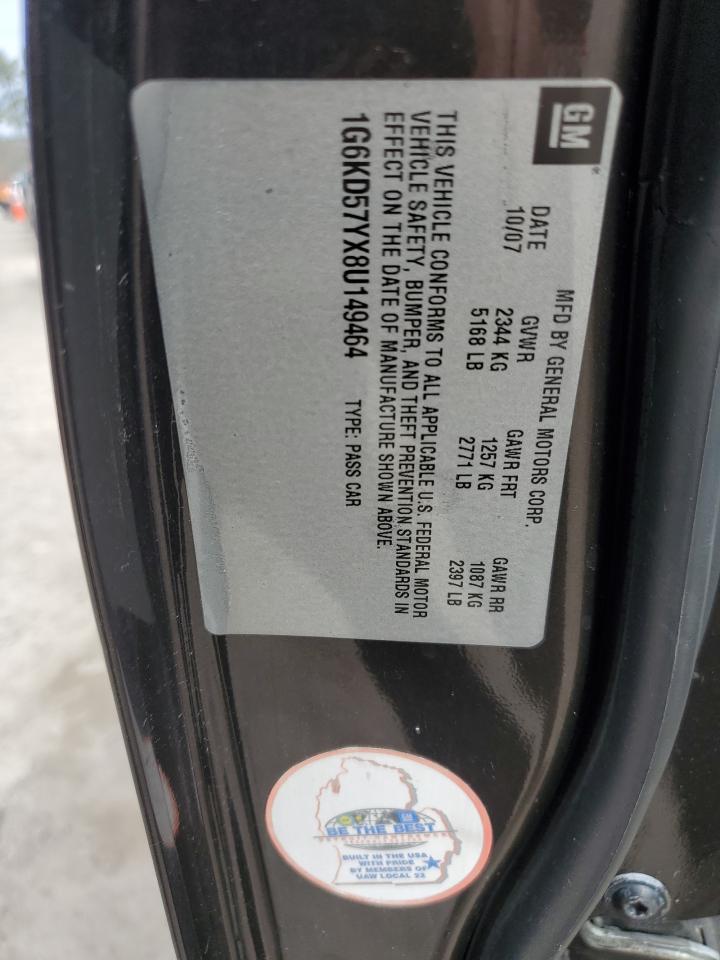 GM
MFD BY GENERAL MOTORS CORP.
DATE GVWR GAWR FRT GAWR RR
10/07 2344 KG 1257 KG 1087 KG
5168 LB 2771 LB 2397 LB
THIS VEHICLE CONFORMS TO ALL APPLICABLE U.S. FEDERAL MOTOR
VEHICLE SAFETY, BUMPER, AND THEFT PREVENTION STANDARDS IN
EFFECT ON THE DATE OF MANUFACTURE SHOWN ABOVE.
1G6KD57YX8U149464 TYPE: PASS CAR
BE THE BEST
BUILT IN THE USA
WITH PRIDE
BY MEMBERS OF
UAW LOCAL 22